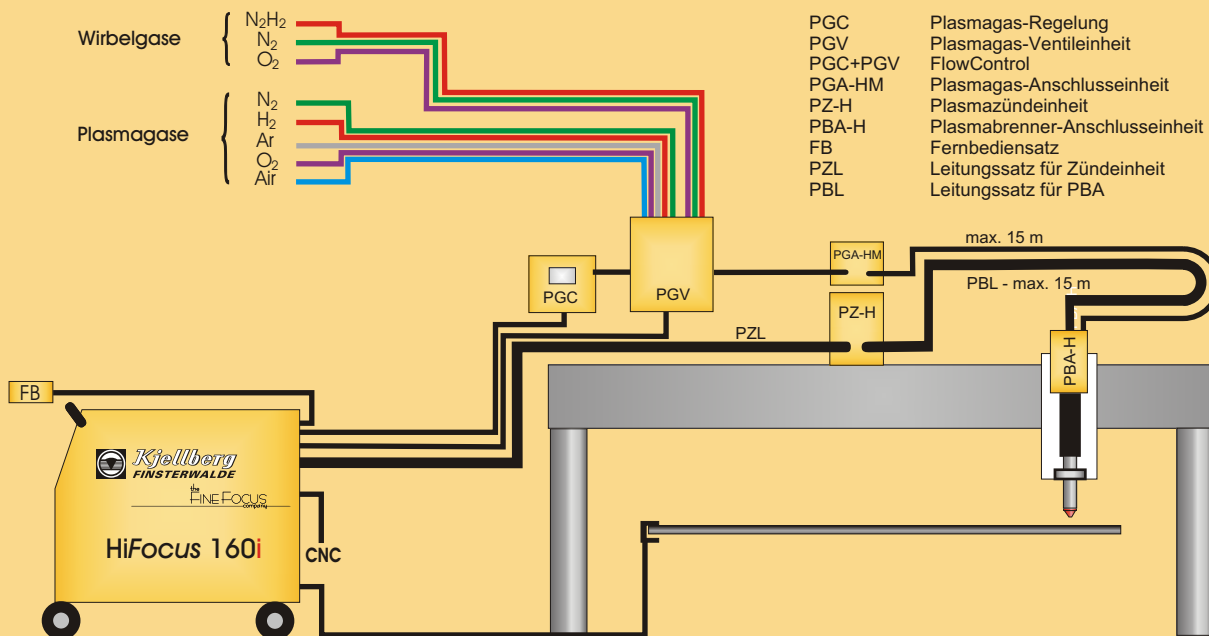 Wirbelgase
N₂H₂
N₂
O₂
Plasmagase
N₂
H₂
Ar
O₂
Air
PGC Plasmagas-Regelung
PGV Plasmagas-Ventileinheit
PGC+PGV FlowControl
PGA-HM Plasmagas-Anschlusseinheit
PZ-H Plasmazündeinheit
PBA-H Plasmabrenner-Anschlusseinheit
FB Fernbediensatz
PZL Leitungssatz für Zündeinheit
PBL Leitungssatz für PBA
max. 15 m
PGA-HM
PBL - max. 15 m
PGC
PGV
PZ-H
PZL
PBA-H
FB
Kjellberg
FINSTERWALDE
the
FINEFOCUS
company
HiFocus 160i
CNC